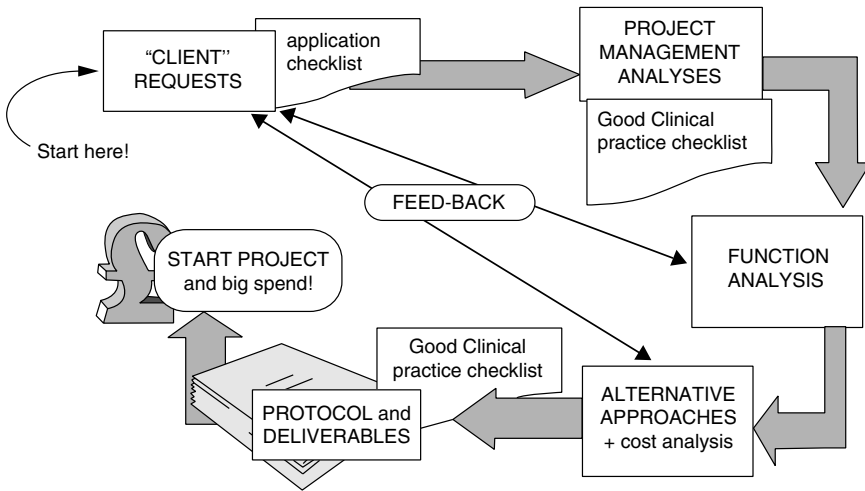 “CLIENT’’
REQUESTS
application
checklist
PROJECT
MANAGEMENT
ANALYSES
Good Clinical
practice checklist
Start here!
FEED-BACK
FUNCTION
ANALYSIS
£
START PROJECT
and big spend!
Good Clinical
practice checklist
PROTOCOL and
DELIVERABLES
ALTERNATIVE
APPROACHES
+ cost analysis